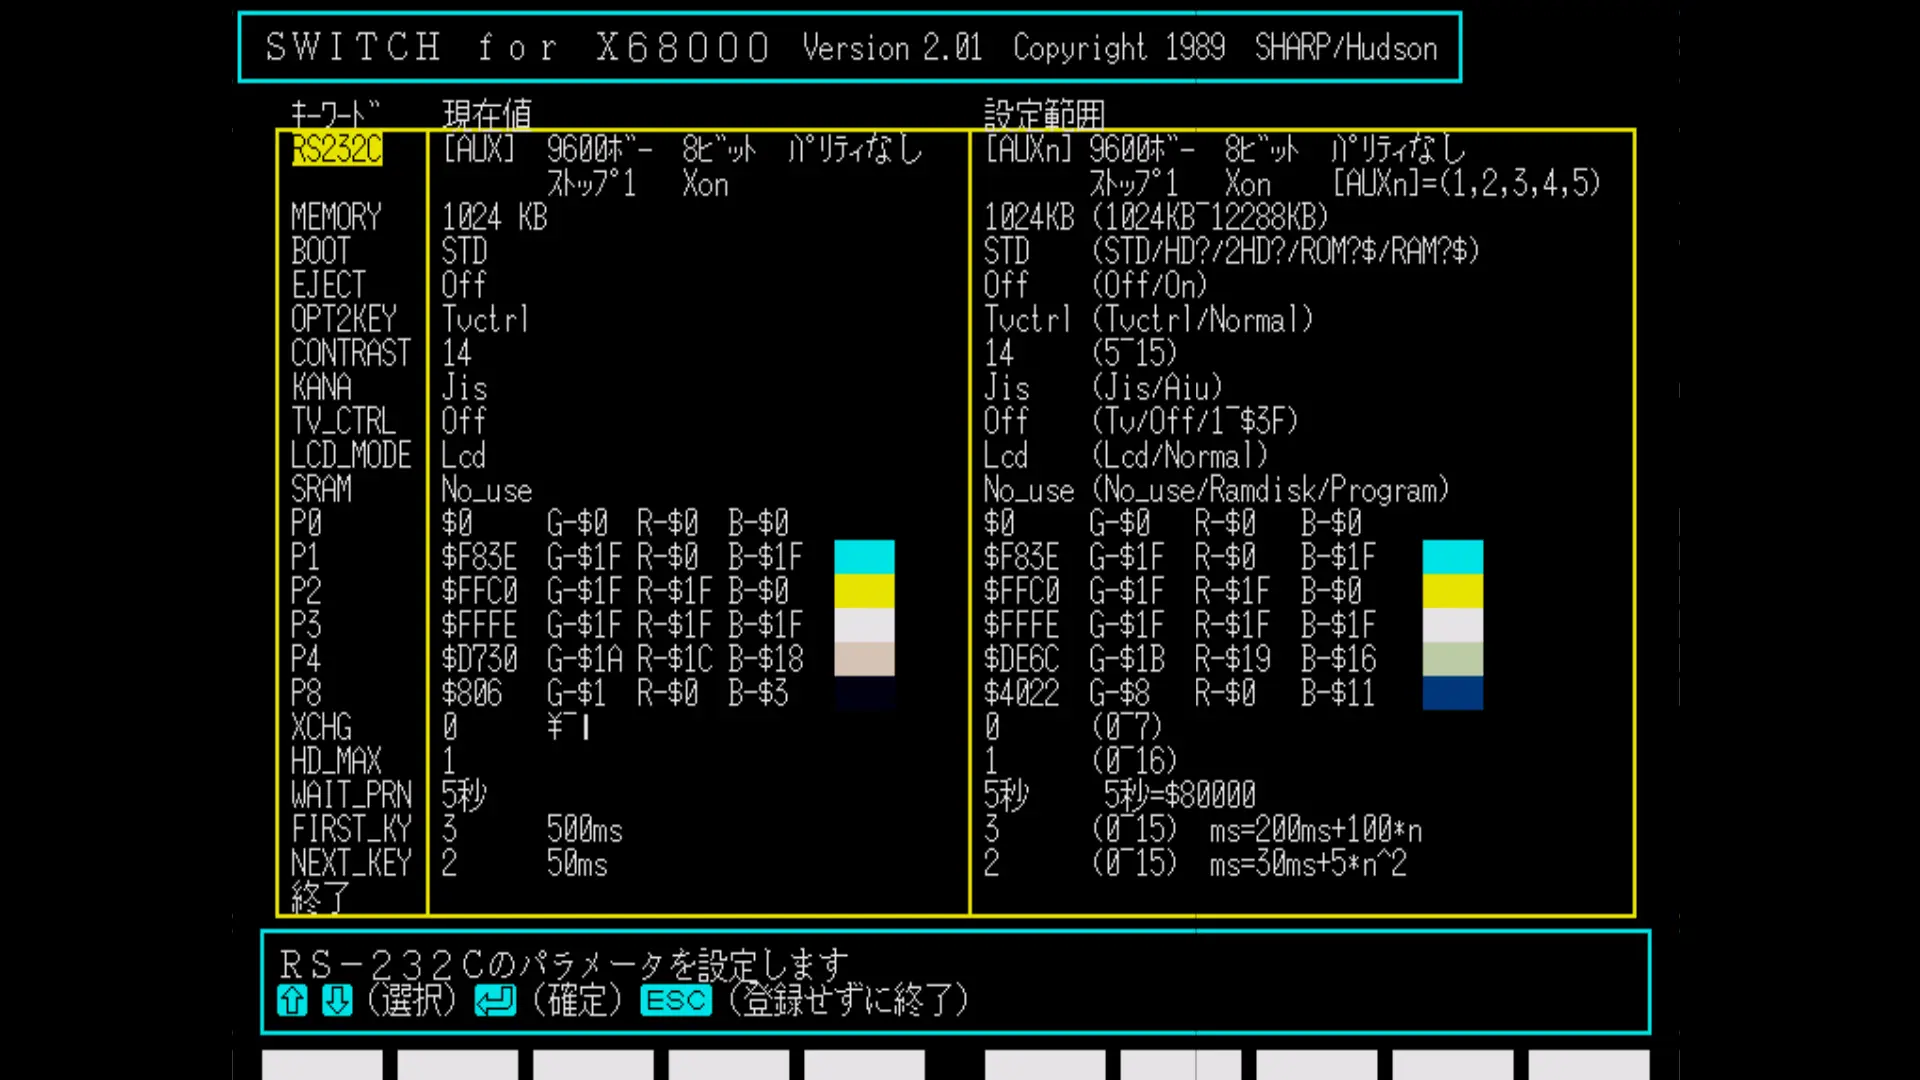 ＳＷＩＴＣＨ ｆｏｒ Ｘ６８０００ Version 2.01 Copyright 1989 SHARP/Hudson
ｷｰﾜｰﾄﾞ 現在値 設定範囲
RS232C [AUX] 9600ﾎﾞｰ 8ﾋﾞｯﾄ ﾊﾟﾘﾃｨなし [AUXn] 9600ﾎﾞｰ 8ﾋﾞｯﾄ ﾊﾟﾘﾃｨなし
ｽﾄｯﾌﾟ1 Xon ｽﾄｯﾌﾟ1 Xon [AUXn]=(1,2,3,4,5)
MEMORY 1024 KB 1024KB (1024KB‾12288KB)
BOOT STD STD (STD/HD?/2HD?/ROM?$/RAM?$)
EJECT Off Off (Off/On)
OPT2KEY Tvctrl Tvctrl (Tvctrl/Normal)
CONTRAST 14 14 (5‾15)
KANA Jis Jis (Jis/Aiu)
TV_CTRL Off Off (Tv/Off/1‾$3F)
LCD_MODE Lcd Lcd (Lcd/Normal)
SRAM No_use No_use (No_use/Ramdisk/Program)
P0 $0 G-$0 R-$0 B-$0 $0 G-$0 R-$0 B-$0
P1 $F83E G-$1F R-$0 B-$1F $F83E G-$1F R-$0 B-$1F
P2 $FFC0 G-$1F R-$1F B-$0 $FFC0 G-$1F R-$1F B-$0
P3 $FFFE G-$1F R-$1F B-$1F $FFFE G-$1F R-$1F B-$1F
P4 $D730 G-$1A R-$1C B-$18 $DE6C G-$1B R-$19 B-$16
P8 $806 G-$1 R-$0 B-$3 $4022 G-$8 R-$0 B-$11
XCHG 0 ¥‾| 0 (0‾7)
HD_MAX 1 1 (0‾16)
WAIT_PRN 5秒 5秒 5秒=$80000
FIRST_KY 3 500ms 3 (0‾15) ms=200ms+100*n
NEXT_KEY 2 50ms 2 (0‾15) ms=30ms+5*n^2
終了
ＲＳ－２３２Ｃのパラメータを設定します
⇧ ⇩ (選択) ↵ (確定) ESC (登録せずに終了)